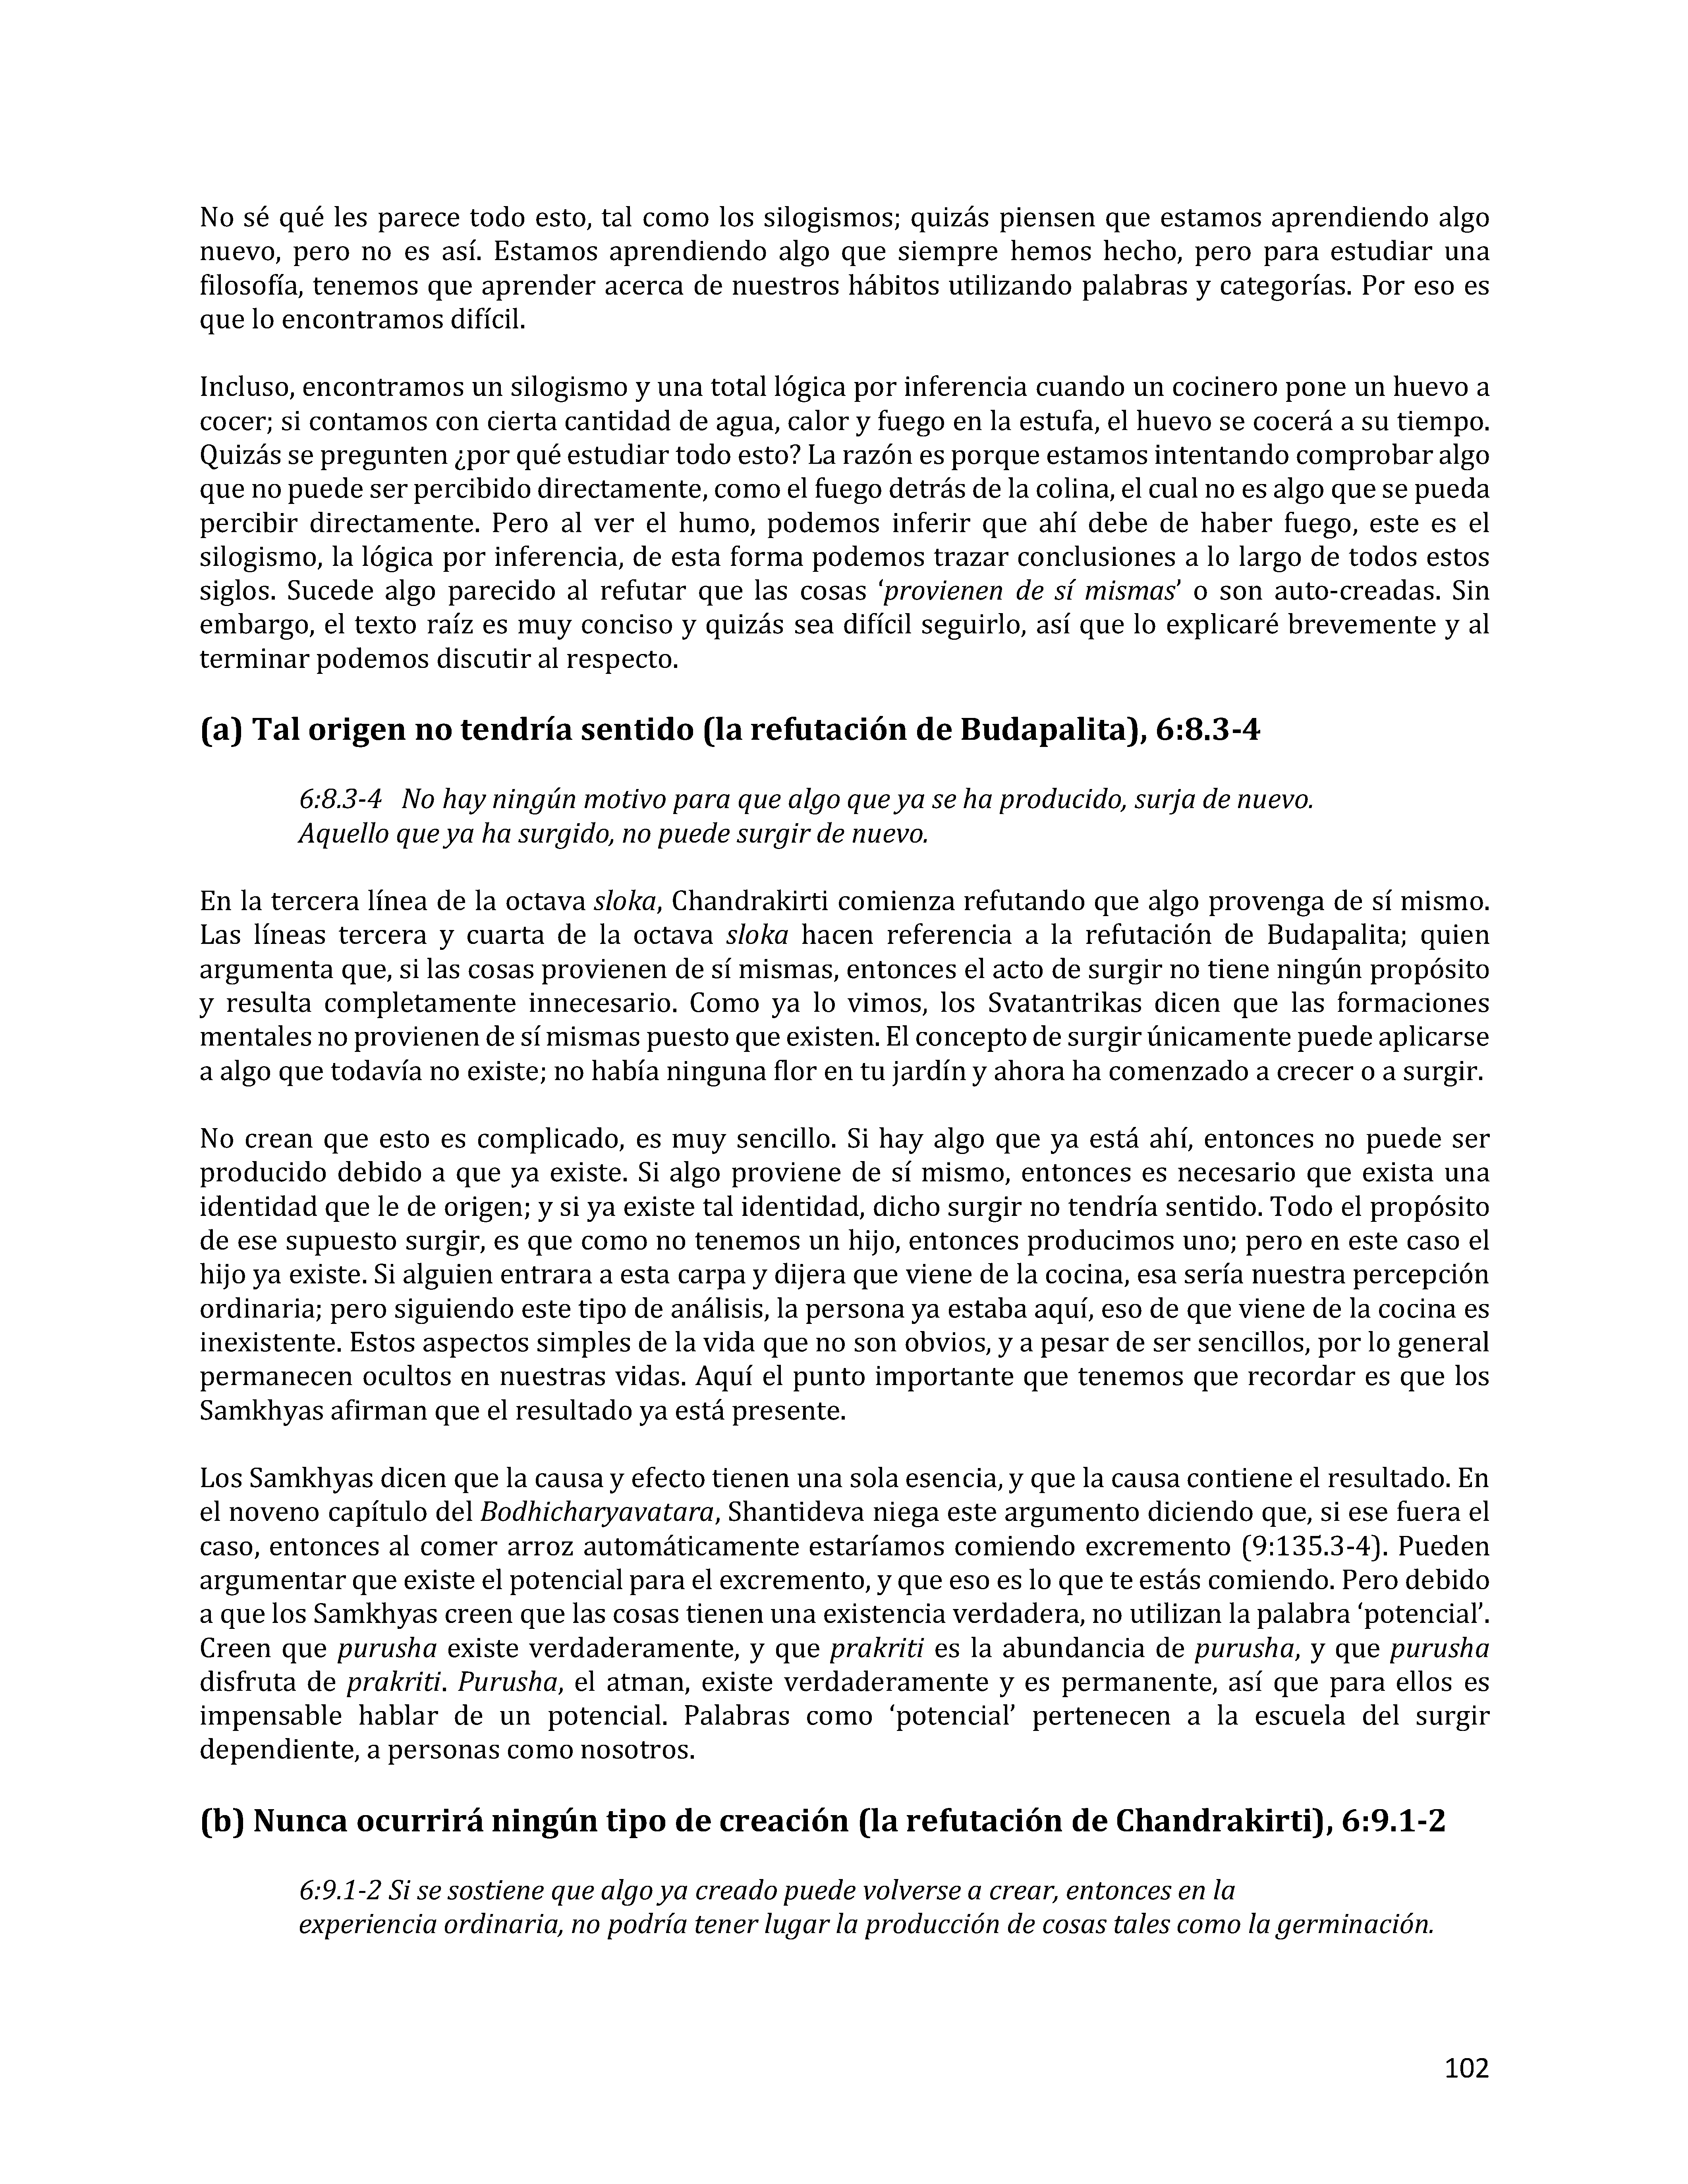 No sé qué les parece todo esto, tal como los silogismos; quizás piensen que estamos aprendiendo algo
nuevo, pero no es así. Estamos aprendiendo algo que siempre hemos hecho, pero para estudiar una
filosofía, tenemos que aprender acerca de nuestros hábitos utilizando palabras y categorías. Por eso es
que lo encontramos difícil.
Incluso, encontramos un silogismo y una total lógica por inferencia cuando un cocinero pone un huevo a
cocer; si contamos con cierta cantidad de agua, calor y fuego en la estufa, el huevo se cocerá a su tiempo.
Quizás se pregunten ¿por qué estudiar todo esto? La razón es porque estamos intentando comprobar algo
que no puede ser percibido directamente, como el fuego detrás de la colina, el cual no es algo que se pueda
percibir directamente. Pero al ver el humo, podemos inferir que ahí debe de haber fuego, este es el
silogismo, la lógica por inferencia, de esta forma podemos trazar conclusiones a lo largo de todos estos
siglos. Sucede algo parecido al refutar que las cosas ‘provienen de sí mismas’ o son auto-creadas. Sin
embargo, el texto raíz es muy conciso y quizás sea difícil seguirlo, así que lo explicaré brevemente y al
terminar podemos discutir al respecto.
(a) Tal origen no tendría sentido (la refutación de Budapalita), 6:8.3-4
6:8.3-4 No hay ningún motivo para que algo que ya se ha producido, surja de nuevo.
Aquello que ya ha surgido, no puede surgir de nuevo.
En la tercera línea de la octava sloka, Chandrakirti comienza refutando que algo provenga de sí mismo.
Las líneas tercera y cuarta de la octava sloka hacen referencia a la refutación de Budapalita; quien
argumenta que, si las cosas provienen de sí mismas, entonces el acto de surgir no tiene ningún propósito
y resulta completamente innecesario. Como ya lo vimos, los Svatantrikas dicen que las formaciones
mentales no provienen de sí mismas puesto que existen. El concepto de surgir únicamente puede aplicarse
a algo que todavía no existe; no había ninguna flor en tu jardín y ahora ha comenzado a crecer o a surgir.
No crean que esto es complicado, es muy sencillo. Si hay algo que ya está ahí, entonces no puede ser
producido debido a que ya existe. Si algo proviene de sí mismo, entonces es necesario que exista una
identidad que le de origen; y si ya existe tal identidad, dicho surgir no tendría sentido. Todo el propósito
de ese supuesto surgir, es que como no tenemos un hijo, entonces producimos uno; pero en este caso el
hijo ya existe. Si alguien entrara a esta carpa y dijera que viene de la cocina, esa sería nuestra percepción
ordinaria; pero siguiendo este tipo de análisis, la persona ya estaba aquí, eso de que viene de la cocina es
inexistente. Estos aspectos simples de la vida que no son obvios, y a pesar de ser sencillos, por lo general
permanecen ocultos en nuestras vidas. Aquí el punto importante que tenemos que recordar es que los
Samkhyas afirman que el resultado ya está presente.
Los Samkhyas dicen que la causa y efecto tienen una sola esencia, y que la causa contiene el resultado. En
el noveno capítulo del Bodhicharyavatara, Shantideva niega este argumento diciendo que, si ese fuera el
caso, entonces al comer arroz automáticamente estaríamos comiendo excremento (9:135.3-4). Pueden
argumentar que existe el potencial para el excremento, y que eso es lo que te estás comiendo. Pero debido
a que los Samkhyas creen que las cosas tienen una existencia verdadera, no utilizan la palabra ‘potencial’.
Creen que purusha existe verdaderamente, y que prakriti es la abundancia de purusha, y que purusha
disfruta de prakriti. Purusha, el atman, existe verdaderamente y es permanente, así que para ellos es
impensable hablar de un potencial. Palabras como ‘potencial’ pertenecen a la escuela del surgir
dependiente, a personas como nosotros.
(b) Nunca ocurrirá ningún tipo de creación (la refutación de Chandrakirti), 6:9.1-2
6:9.1-2 Si se sostiene que algo ya creado puede volverse a crear, entonces en la
experiencia ordinaria, no podría tener lugar la producción de cosas tales como la germinación.
102